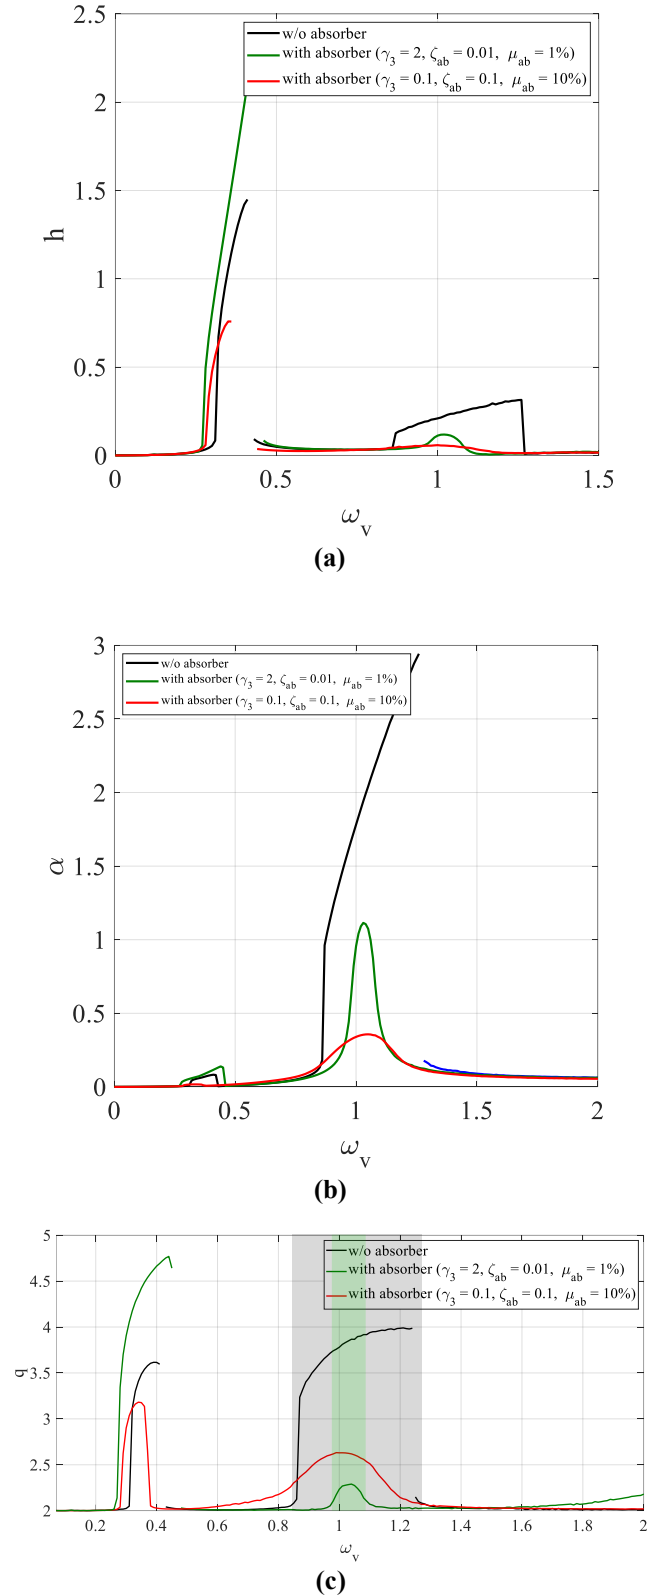 w/o absorber
with absorber (γ3 = 2, ζab = 0.01, μab = 1%)
with absorber (γ3 = 0.1, ζab = 0.1, μab = 10%)
2.5
2
1.5
1
0.5
0
h
0 0.5 1 1.5
ωv
(a)
w/o absorber
with absorber (γ3 = 2, ζab = 0.01, μab = 1%)
with absorber (γ3 = 0.1, ζab = 0.1, μab = 10%)
3
2.5
2
1.5
1
0.5
0
α
0 0.5 1 1.5 2
ωv
(b)
w/o absorber
with absorber (γ3 = 2, ζab = 0.01, μab = 1%)
with absorber (γ3 = 0.1, ζab = 0.1, μab = 10%)
5
4.5
4
3.5
3
2.5
2
q
0.2 0.4 0.6 0.8 1 1.2 1.4 1.6 1.8 2
ωv
(c)